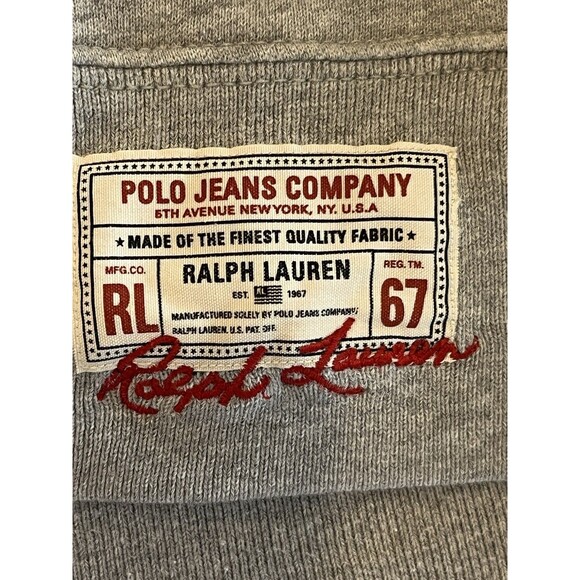 POLO JEANS COMPANY
5TH AVENUE NEW YORK, NY. U.S.A
★ MADE OF THE FINEST QUALITY FABRIC ★
MFG.CO.
RL
RALPH LAUREN
EST. RL 1967
MANUFACTURED SOLELY BY POLO JEANS COMPANY,
RALPH LAUREN. U.S. PAT. OFF.
REG. TM.
67
Ralph Lauren